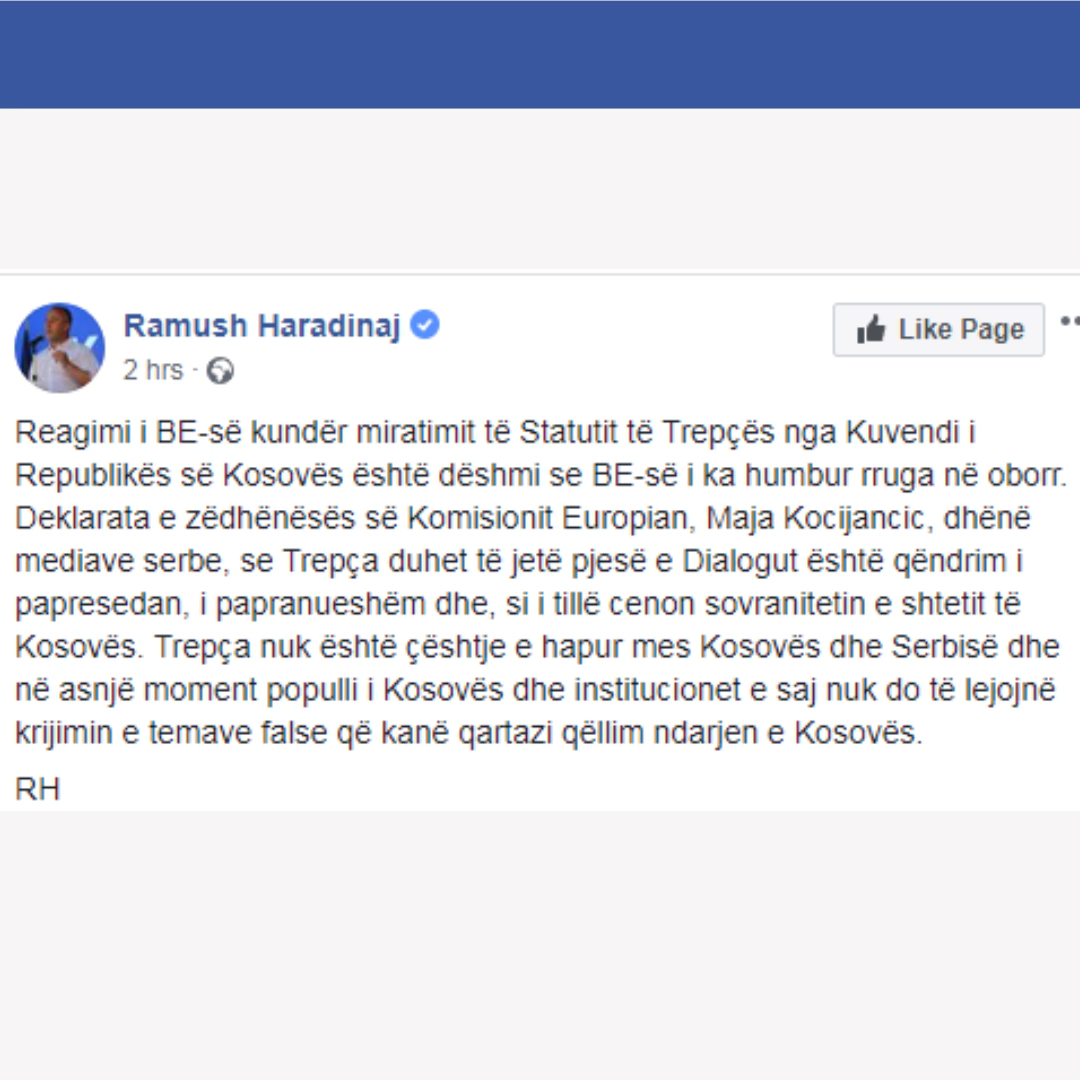 Ramush Haradinaj
Like Page
2 hrs ·
Reagimi i BE-së kundër miratimit të Statutit të Trepçës nga Kuvendi i
Republikës së Kosovës është dëshmi se BE-së i ka humbur rruga në oborr.
Deklarata e zëdhënësës së Komisionit Europian, Maja Kocijancic, dhënë
mediave serbe, se Trepça duhet të jetë pjesë e Dialogut është qëndrim i
papresedan, i papranueshëm dhe, si i tillë cenon sovranitetin e shtetit të
Kosovës. Trepça nuk është çështje e hapur mes Kosovës dhe Serbisë dhe
në asnjë moment populli i Kosovës dhe institucionet e saj nuk do të lejojnë
krijimin e temave false që kanë qartazi qëllim ndarjen e Kosovës.
RH